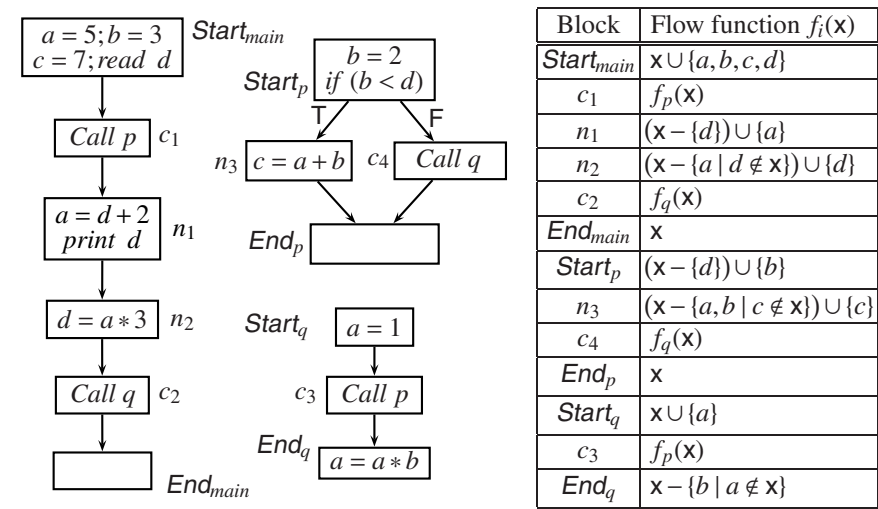 a = 5; b = 3
c = 7; read d
Start_main
Call p
c_1
a = d + 2
print d
n_1
d = a ∗ 3
n_2
Call q
c_2
End_main
b = 2
if (b < d)
Start_p
T
F
n_3
c = a + b
c_4
Call q
End_p
Start_q
a = 1
c_3
Call p
End_q
a = a ∗ b
Block Flow function f_i(x)
Start_main x ∪ {a, b, c, d}
c_1 f_p(x)
n_1 (x − {d}) ∪ {a}
n_2 (x − {a | d ∉ x}) ∪ {d}
c_2 f_q(x)
End_main x
Start_p (x − {d}) ∪ {b}
n_3 (x − {a, b | c ∉ x}) ∪ {c}
c_4 f_q(x)
End_p x
Start_q x ∪ {a}
c_3 f_p(x)
End_q x − {b | a ∉ x}